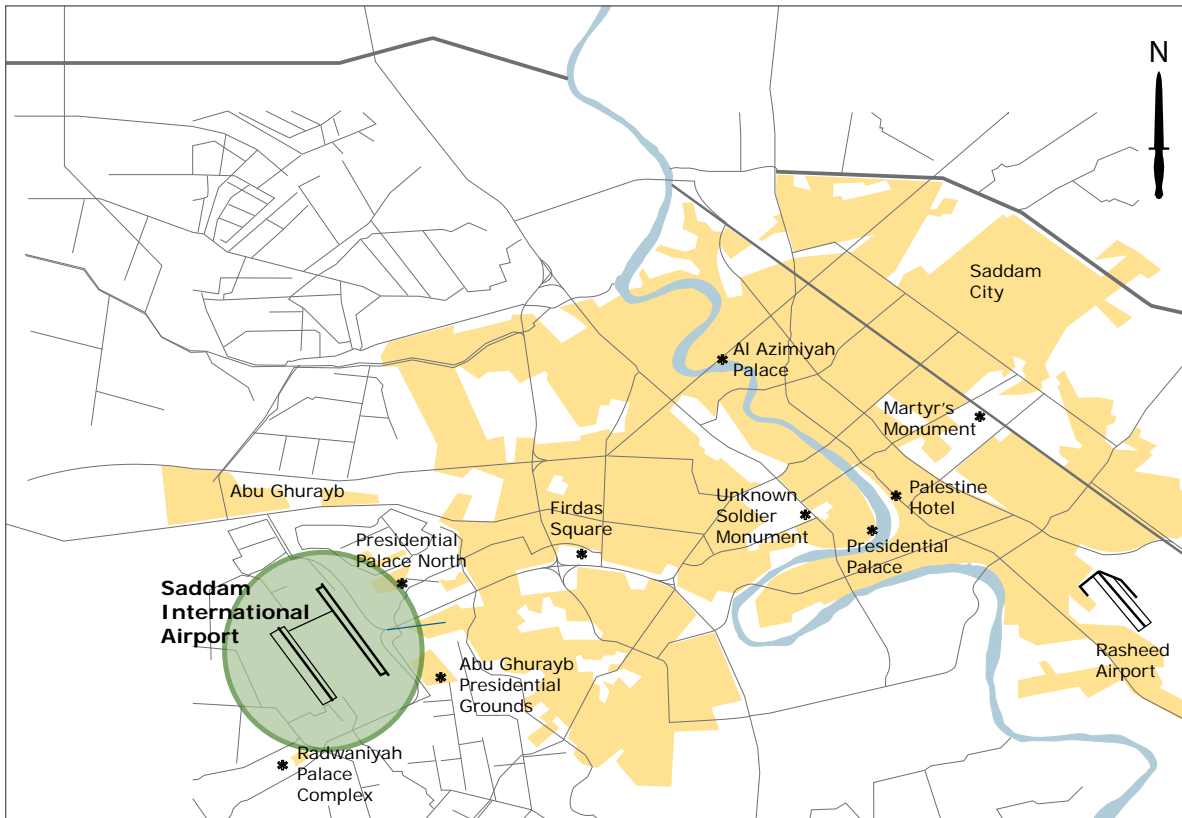 N
Saddam
City
Al Azimiyah
Palace
Martyr's
Monument
Abu Ghurayb
Palestine
Hotel
Unknown
Soldier
Monument
Firdas
Square
Presidential
Palace North
Presidential
Palace
Saddam
International
Airport
Rasheed
Airport
Abu Ghurayb
Presidential
Grounds
Radwaniyah
Palace
Complex